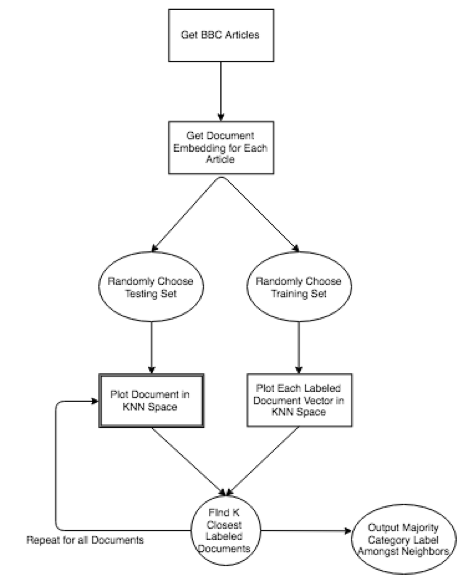 Get BBC Articles
Get Document
Embedding for Each
Article
Randomly Choose
Testing Set
Randomly Choose
Training Set
Plot Document in
KNN Space
Plot Each Labeled
Document Vector in
KNN Space
FInd K
Closest
Labeled
Documents
Output Majority
Category Label
Amongst Neighbors
Repeat for all Documents